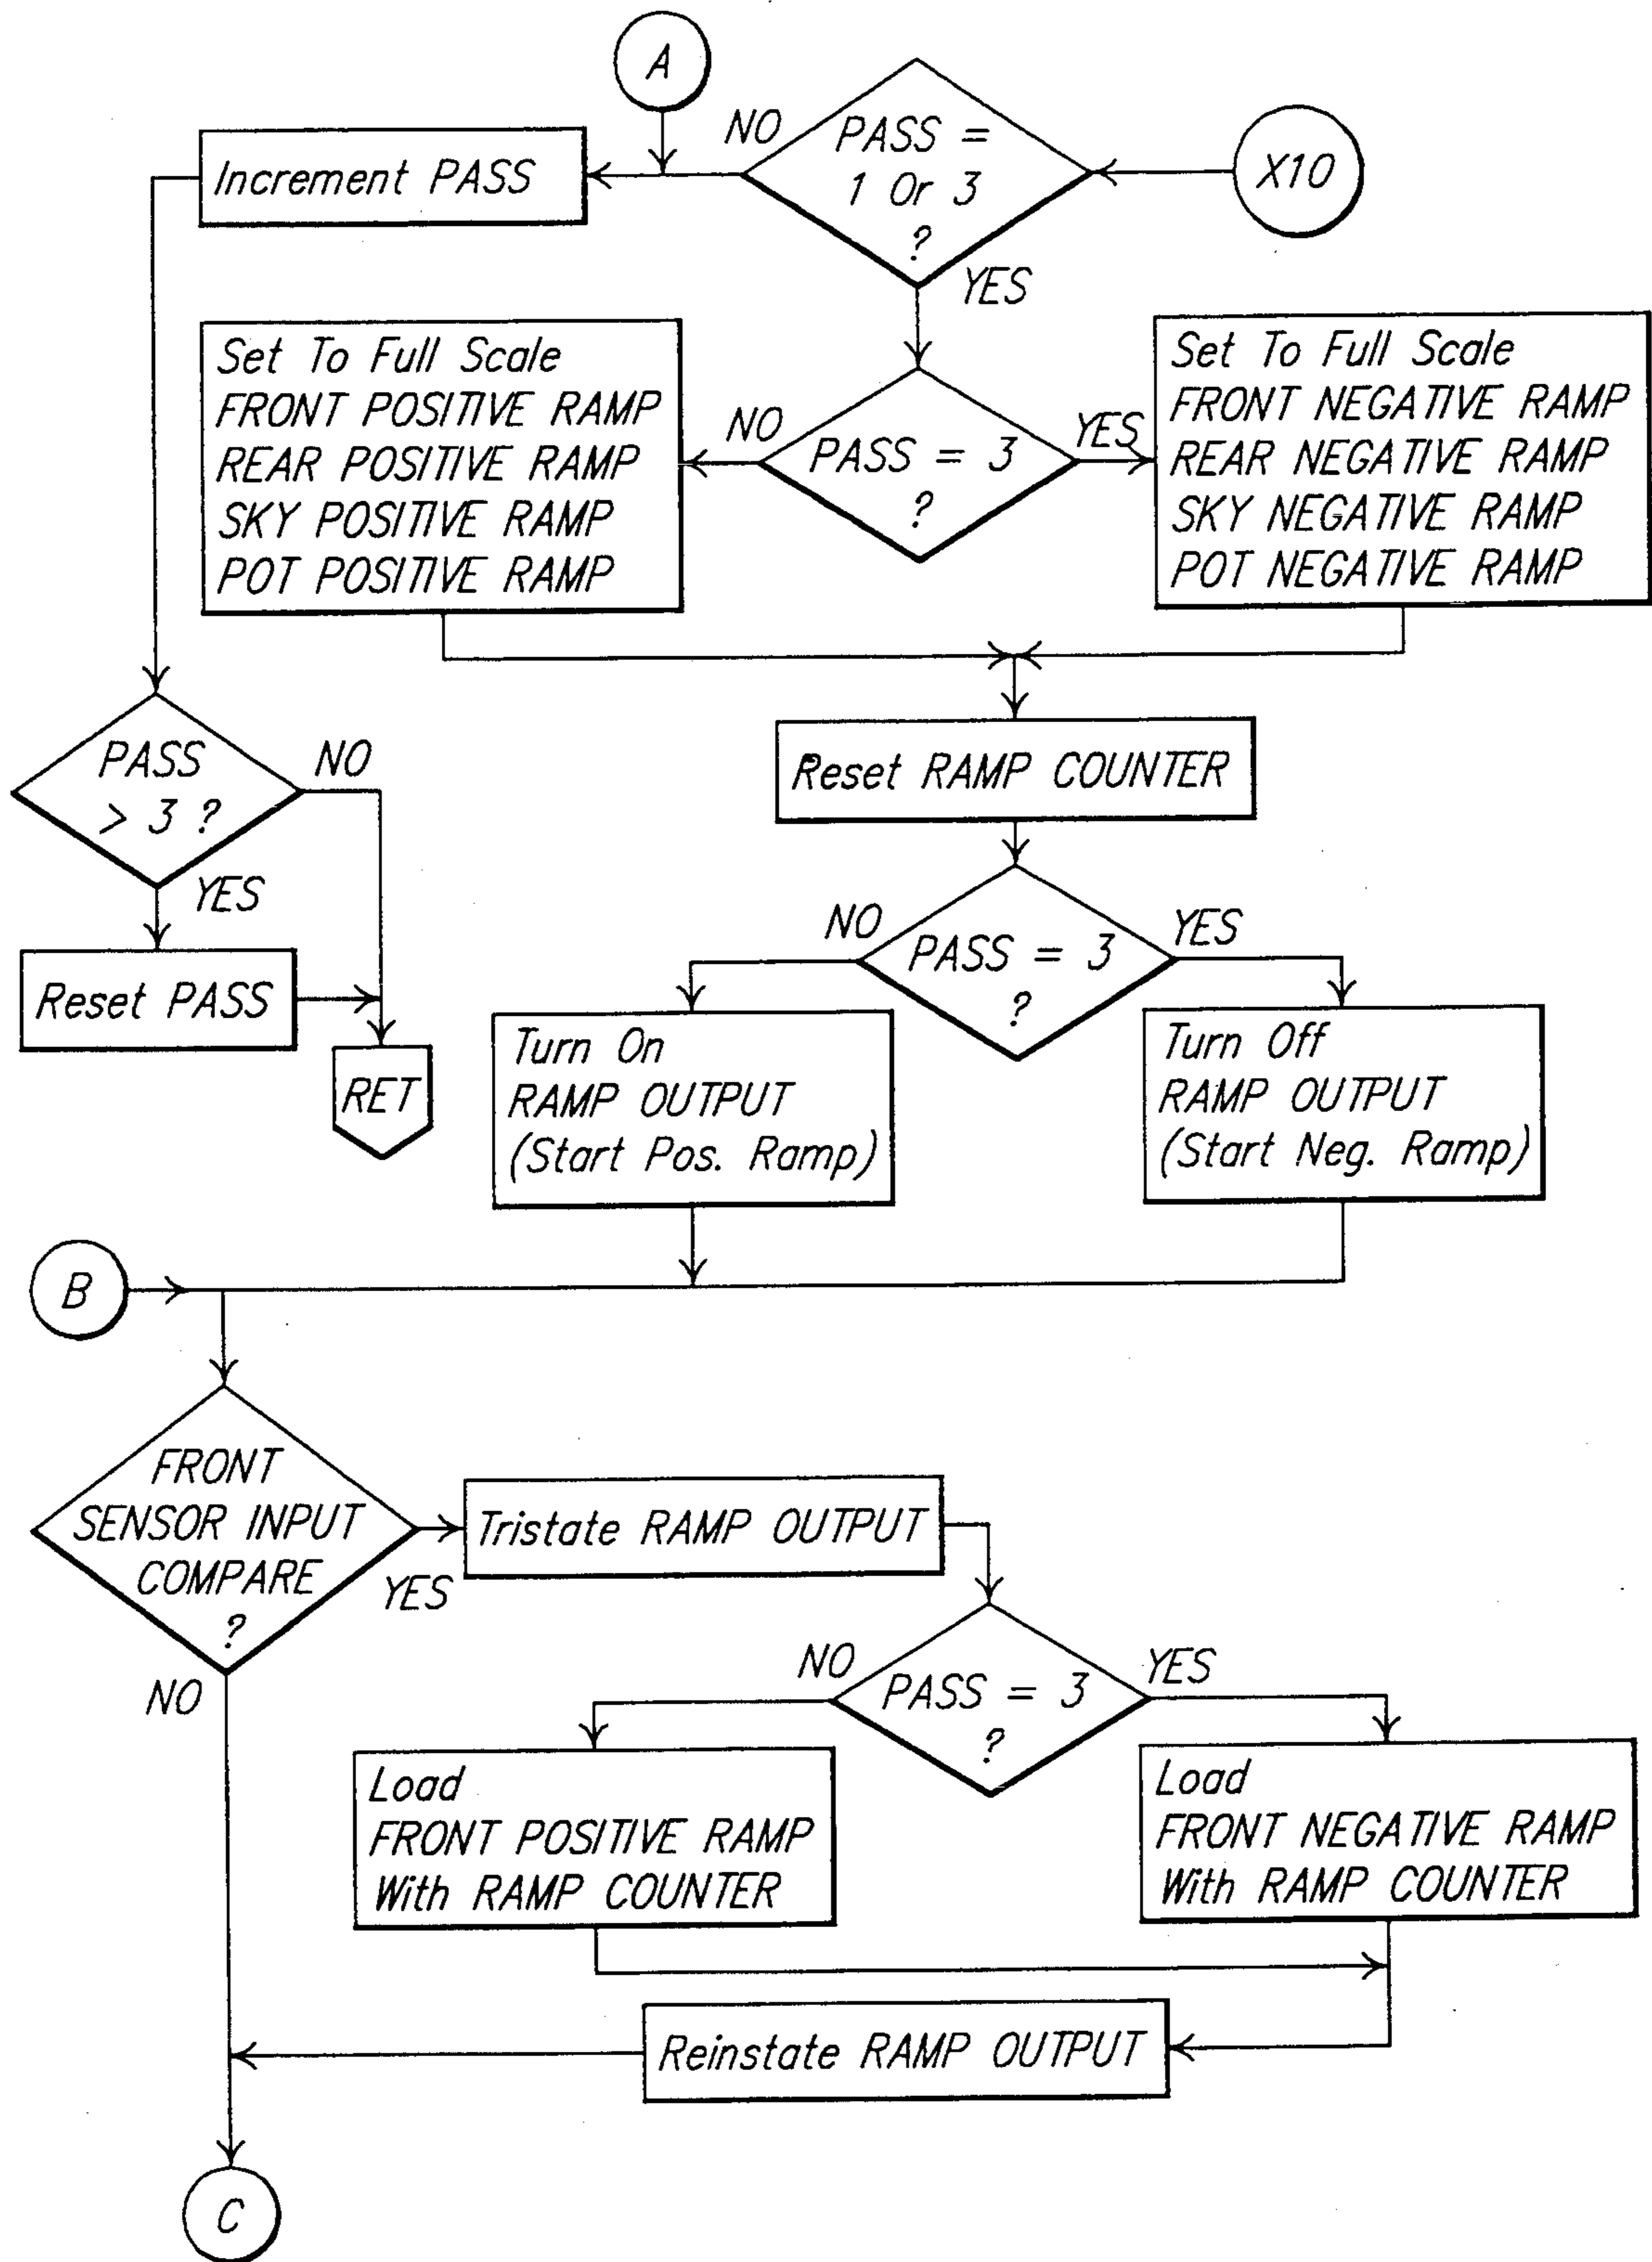 A
NO
PASS =
1 Or 3
?
X10
Increment PASS
YES
Set To Full Scale
FRONT POSITIVE RAMP
REAR POSITIVE RAMP
SKY POSITIVE RAMP
POT POSITIVE RAMP
NO
PASS = 3
?
YES
Set To Full Scale
FRONT NEGATIVE RAMP
REAR NEGATIVE RAMP
SKY NEGATIVE RAMP
POT NEGATIVE RAMP
PASS
> 3 ?
NO
YES
Reset PASS
RET
Reset RAMP COUNTER
NO
PASS = 3
?
YES
Turn On
RAMP OUTPUT
(Start Pos. Ramp)
Turn Off
RAMP OUTPUT
(Start Neg. Ramp)
B
FRONT
SENSOR INPUT
COMPARE
?
YES
NO
Tristate RAMP OUTPUT
NO
PASS = 3
?
YES
Load
FRONT POSITIVE RAMP
With RAMP COUNTER
Load
FRONT NEGATIVE RAMP
With RAMP COUNTER
Reinstate RAMP OUTPUT
C